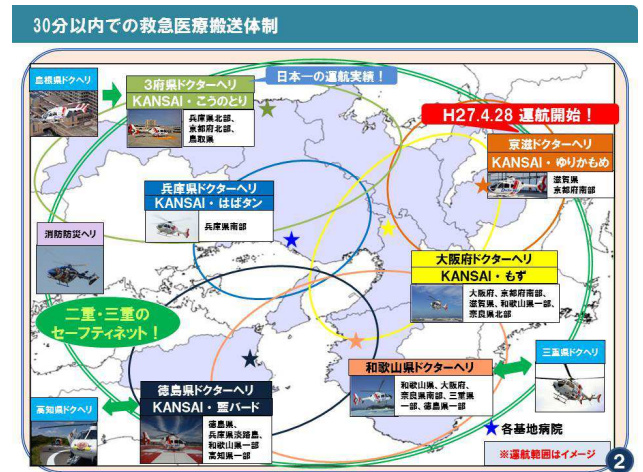 30分以内での救急医療搬送体制
島根県ドクヘリ
3府県ドクターヘリ
KANSAI・こうのとり
兵庫県北部、
京都府北部、
鳥取県
日本一の運航実績！
H27.4.28 運航開始！
京滋ドクターヘリ
KANSAI・ゆりかもめ
滋賀県
京都府南部
兵庫県ドクターヘリ
KANSAI・はばタン
兵庫県南部
消防防災ヘリ
大阪府ドクターヘリ
KANSAI・もず
大阪府、京都府南部、
滋賀県、和歌山県一部、
奈良県北部
二重・三重の
セーフティネット！
和歌山県ドクターヘリ
和歌山県、大阪府、
奈良県南部、三重県
一部、徳島県一部
三重県ドクヘリ
徳島県ドクターヘリ
KANSAI・藍バード
徳島県、
兵庫県淡路島、
和歌山県一部
高知県一部
高知県ドクヘリ
★各基地病院
※運航範囲はイメージ
2